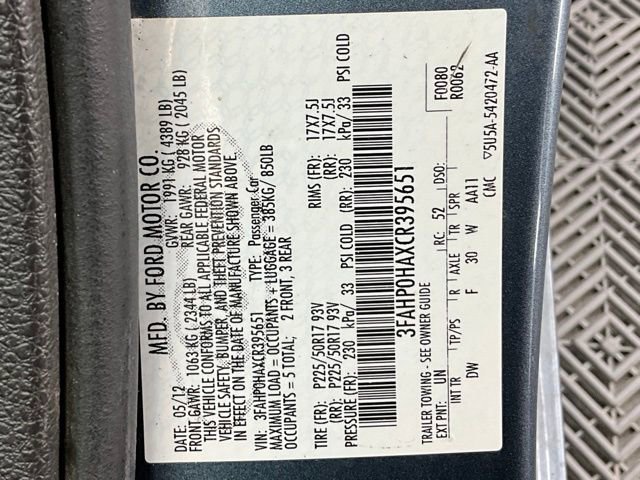 MFD. BY FORD MOTOR CO.
DATE: 05/12 GVWR: 1991 KG ( 4389 LB)
FRONT GAWR: 1063 KG ( 2344 LB) REAR GAWR: 928 KG ( 2045 LB)
THIS VEHICLE CONFORMS TO ALL APPLICABLE FEDERAL MOTOR
VEHICLE SAFETY, BUMPER, AND THEFT PREVENTION STANDARDS
IN EFFECT ON THE DATE OF MANUFACTURE SHOWN ABOVE
VIN: 3FAHP0HAXCR395651 TYPE: Passenger Car
MAXIMUM LOAD = OCCUPANTS + LUGGAGE = 385KG/ 850LB
OCCUPANTS = 5 TOTAL; 2 FRONT, 3 REAR
TIRE (FR): P225/50R17 93V RIMS (FR): 17X7.5J
(RR): P225/50R17 93V (RR): 17X7.5J
PRESSURE (FR): 230 kPa/ 33 PSI COLD (RR): 230 kPa/ 33 PSI COLD
3FAHP0HAXCR395651
TRAILER TOWING - SEE OWNER GUIDE F0080
EXT PNT: UN RC: 52 DSO: R0062
INT TR TP/PS R AXLE TR SPR
DW F 30 W AA11
CMC 5U5A-5420472-AA